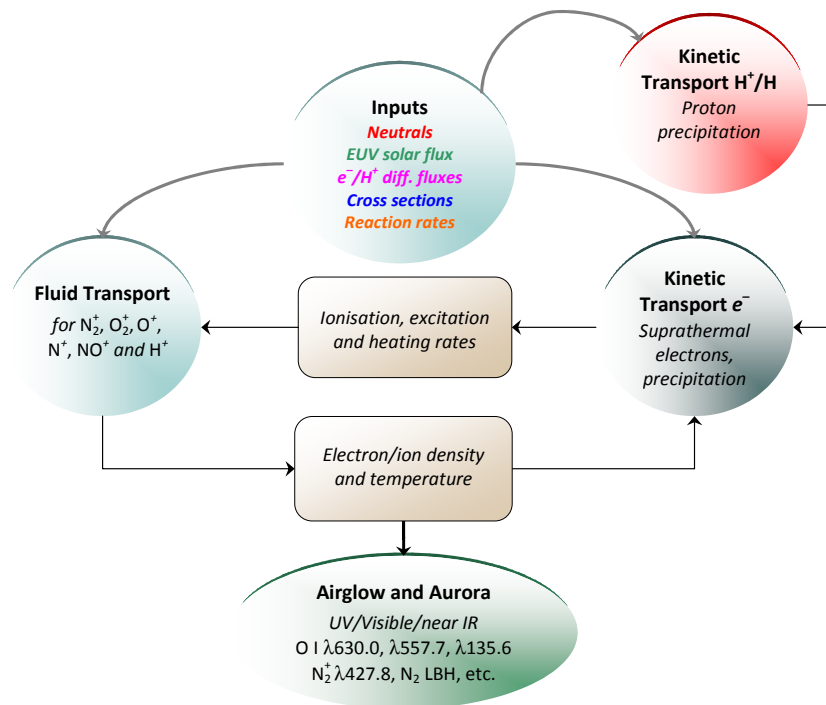 Kinetic
Transport H⁺/H
Proton
precipitation
Inputs
Neutrals
EUV solar flux
e⁻/H⁺ diff. fluxes
Cross sections
Reaction rates
Fluid Transport
for N₂⁺, O₂⁺, O⁺,
N⁺, NO⁺ and H⁺
Ionisation, excitation
and heating rates
Kinetic
Transport e⁻
Suprathermal
electrons,
precipitation
Electron/ion density
and temperature
Airglow and Aurora
UV/Visible/near IR
O I λ630.0, λ557.7, λ135.6
N₂⁺ λ427.8, N₂ LBH, etc.